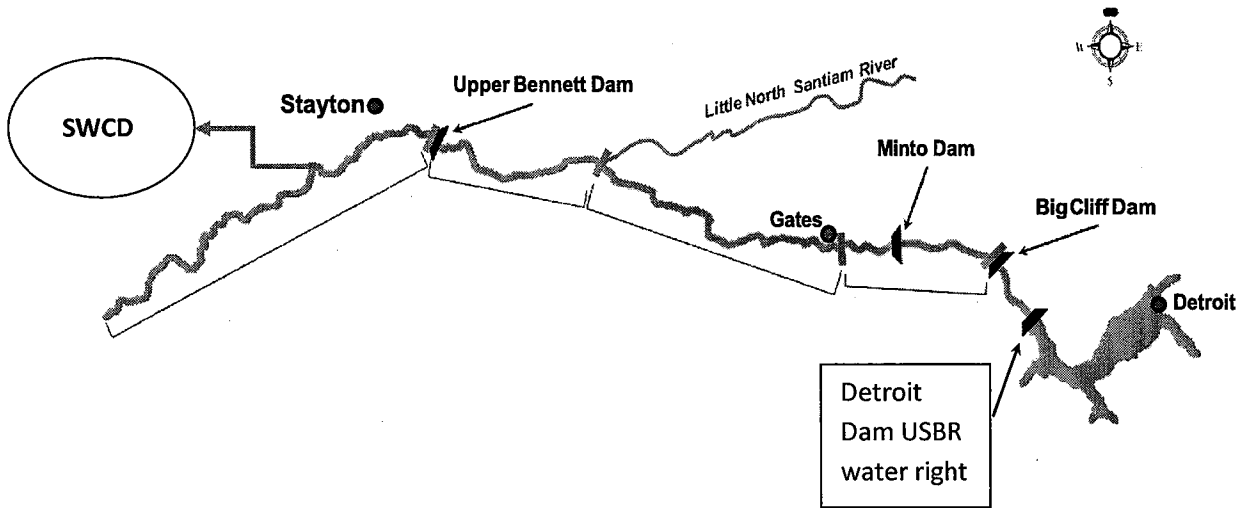 W
E
S
Little North Santiam River
Upper Bennett Dam
Stayton
SWCD
Minto Dam
Gates
Big Cliff Dam
Detroit
Detroit
Dam USBR
water right